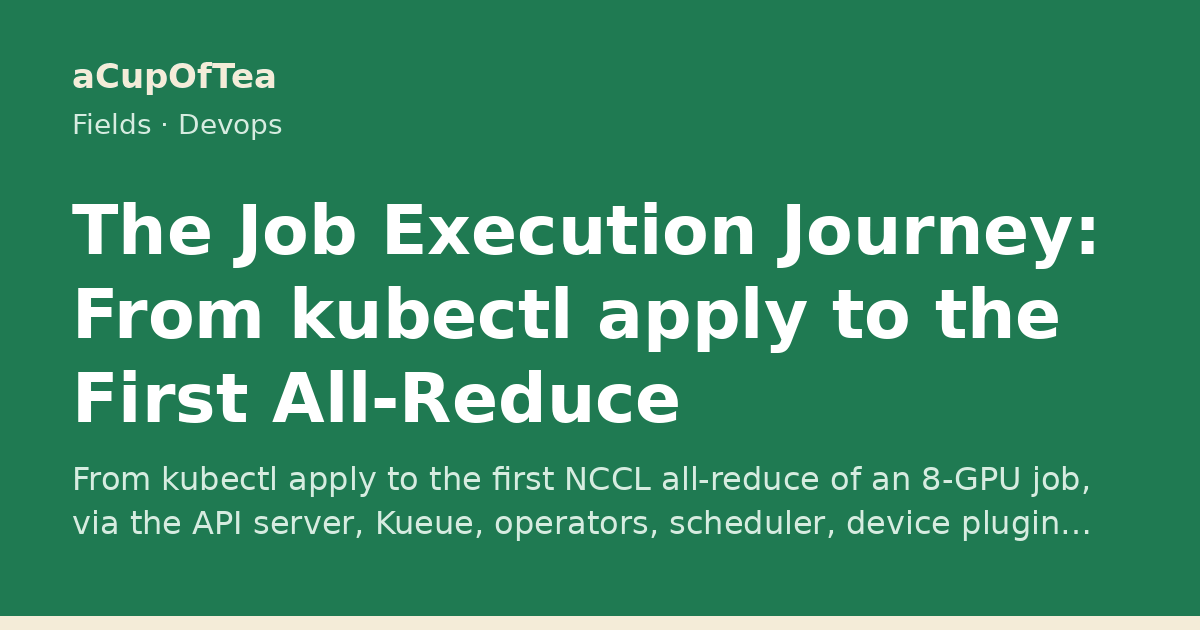 aCupOfTea
Fields · Devops
The Job Execution Journey:
From kubectl apply to the
First All-Reduce
From kubectl apply to the first NCCL all-reduce of an 8-GPU job,
via the API server, Kueue, operators, scheduler, device plugin…